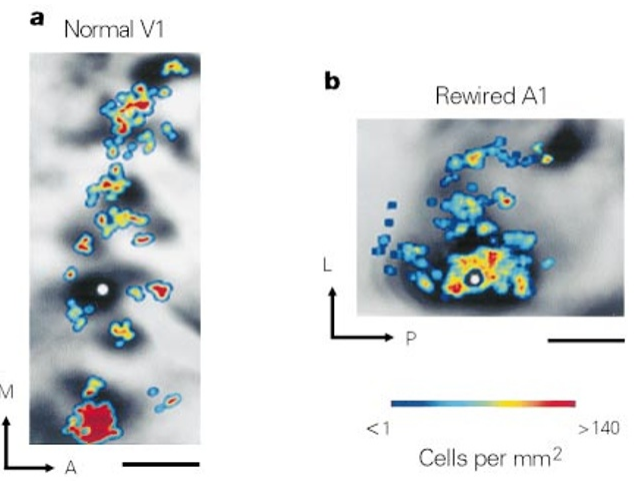 a
Normal V1
b
Rewired A1
L
P
M
A
<1
>140
Cells per mm2